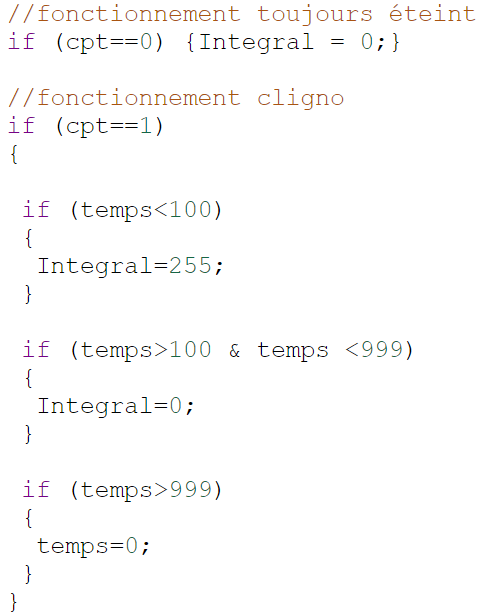 //fonctionnement toujours éteint
if (cpt==0) {Integral = 0;}
//fonctionnement cligno
if (cpt==1)
{
if (temps<100)
{
Integral=255;
}
if (temps>100 & temps <999)
{
Integral=0;
}
if (temps>999)
{
temps=0;
}
}